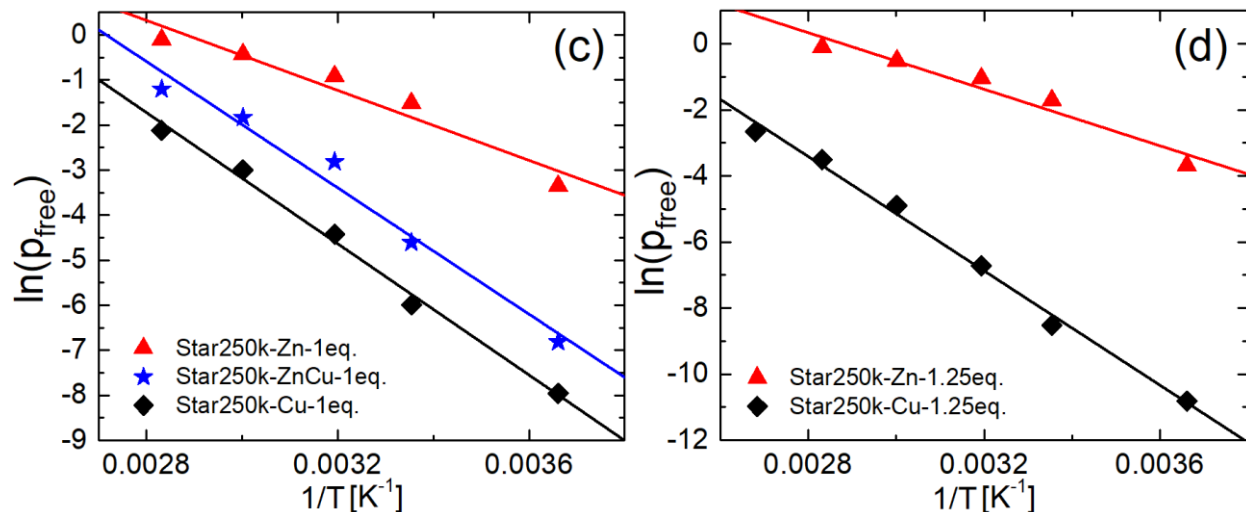 (c)
ln(p_free)
0
-1
-2
-3
-4
-5
-6
-7
-8
-9
Star250k-Zn-1eq.
Star250k-ZnCu-1eq.
Star250k-Cu-1eq.
0.0028 0.0032 0.0036
1/T [K⁻¹]
(d)
ln(p_free)
0
-2
-4
-6
-8
-10
-12
Star250k-Zn-1.25eq.
Star250k-Cu-1.25eq.
0.0028 0.0032 0.0036
1/T [K⁻¹]